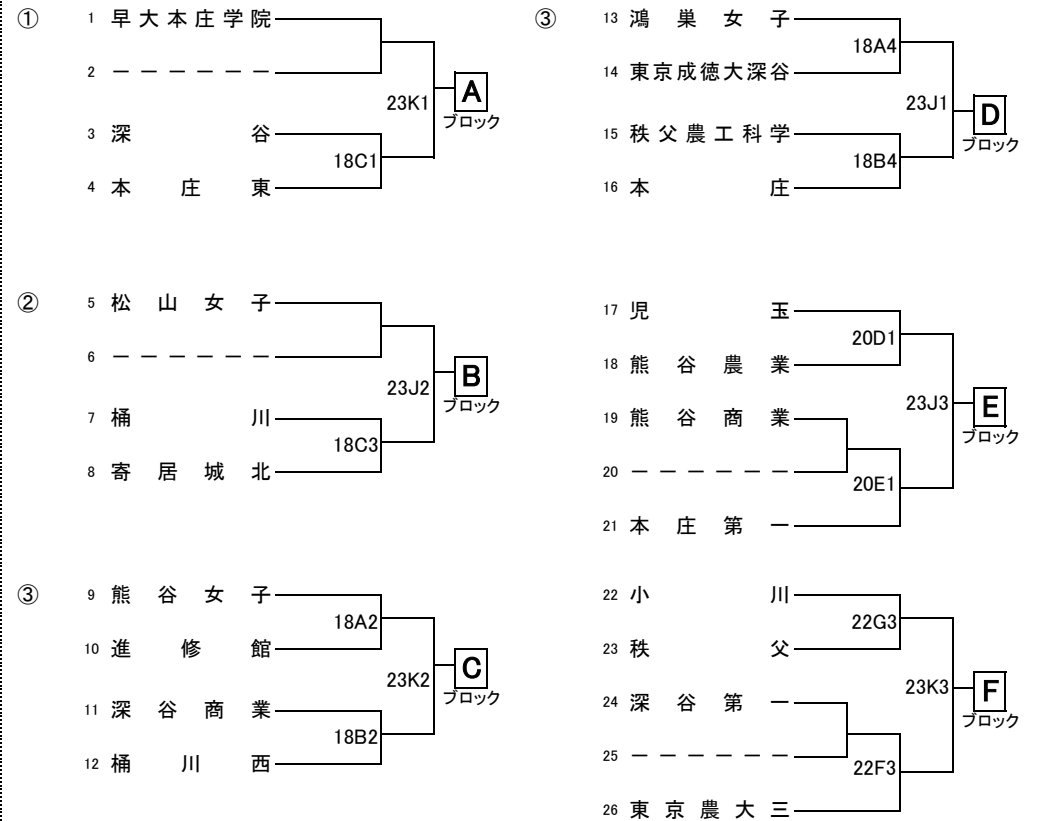 ①
1 早大本庄学院
2 ーーーーーー
23K1
A
ブロック
3 深谷
18C1
4 本庄東
②
5 松山女子
6 ーーーーーー
23J2
B
ブロック
7 桶川
18C3
8 寄居城北
③
9 熊谷女子
18A2
10 進修館
23K2
C
ブロック
11 深谷商業
18B2
12 桶川西
③
13 鴻巣女子
18A4
14 東京成徳大深谷
23J1
D
ブロック
15 秩父農工科学
18B4
16 本庄
17 児玉
20D1
18 熊谷農業
23J3
E
ブロック
19 熊谷商業
20 ーーーーーー
20E1
21 本庄第一
22 小川
22G3
23 秩父
23K3
F
ブロック
24 深谷第一
25 ーーーーーー
22F3
26 東京農大三